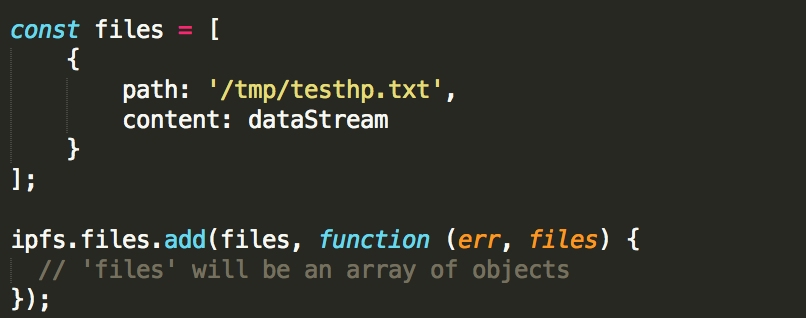 const files = [
    {
        path: '/tmp/testhp.txt',
        content: dataStream
    }
];

ipfs.files.add(files, function (err, files) {
  // 'files' will be an array of objects
});